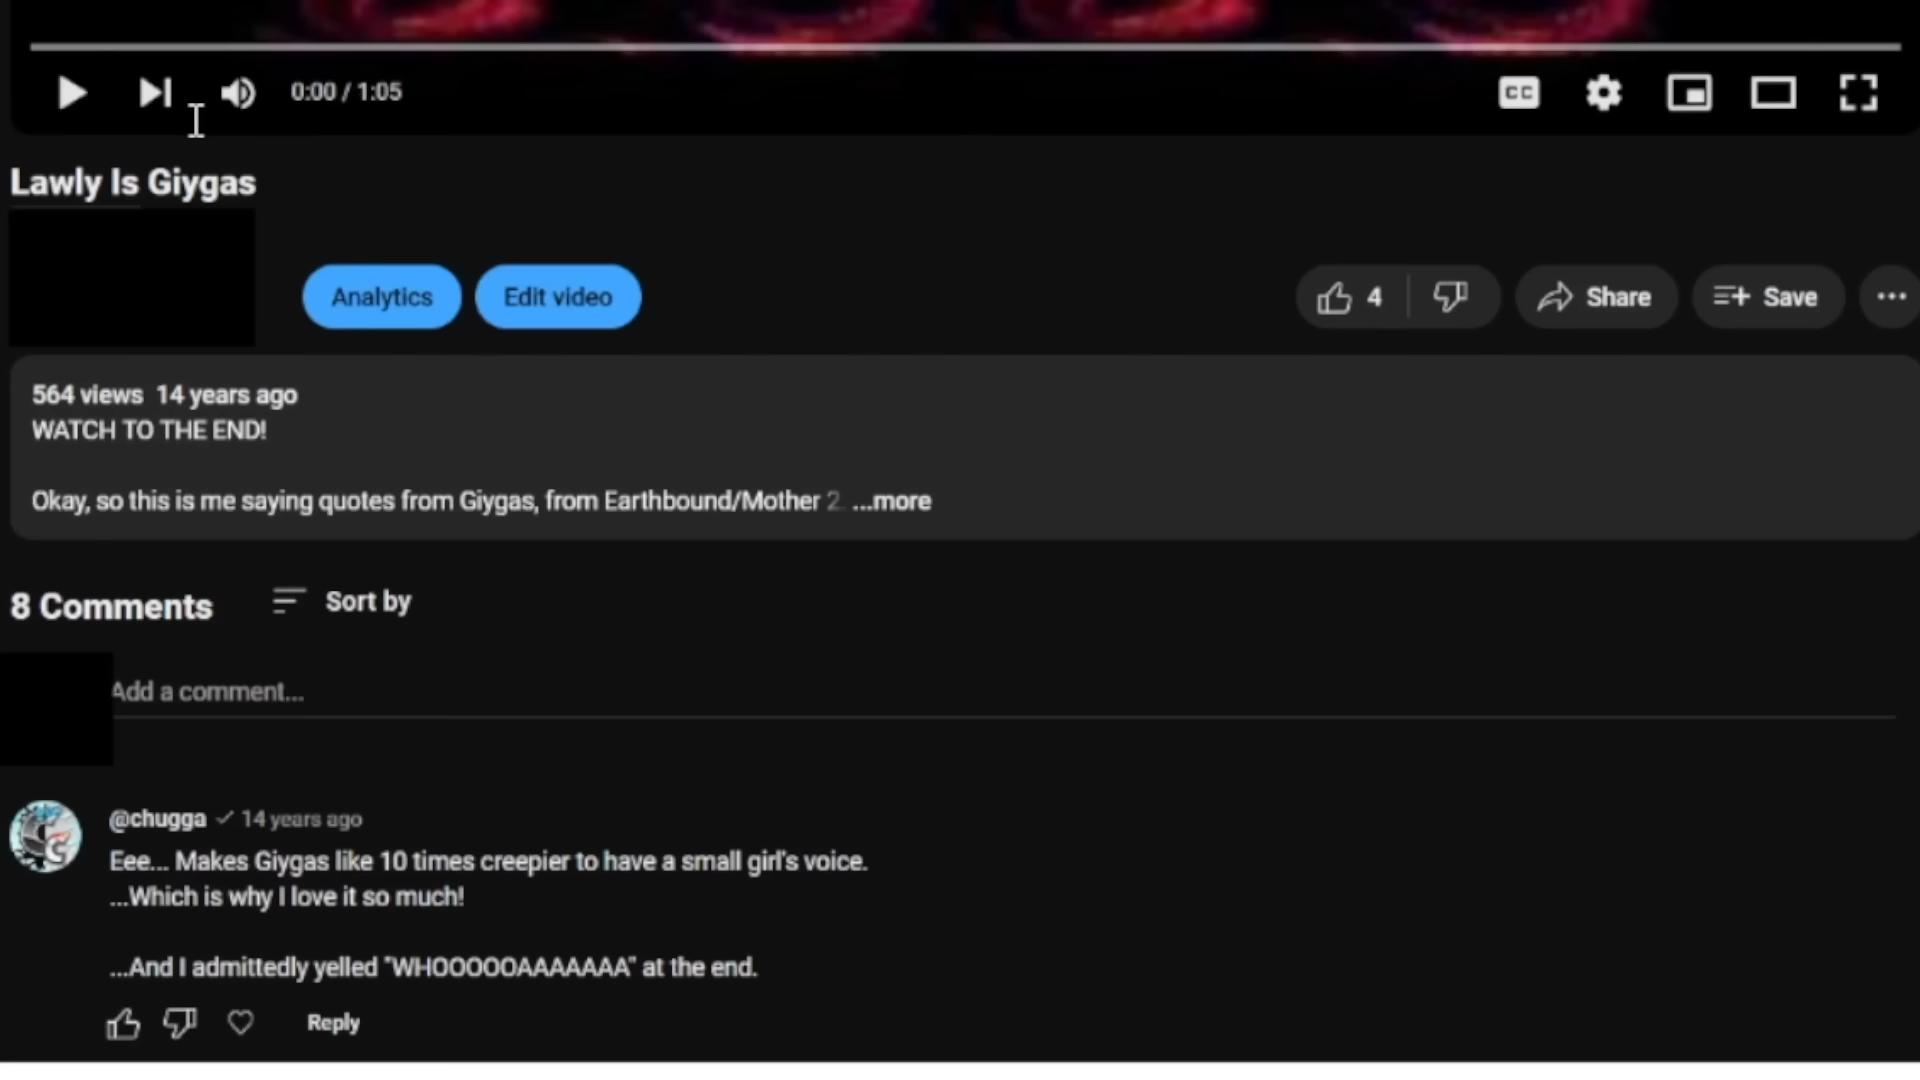 0:00 / 1:05
CC
Lawly Is Giygas
Analytics
Edit video
4
Share
Save
564 views 14 years ago
WATCH TO THE END!
Okay, so this is me saying quotes from Giygas, from Earthbound/Mother 2 ...more
8 Comments
Sort by
Add a comment...
@chugga 14 years ago
Eee... Makes Giygas like 10 times creepier to have a small girl's voice.
...Which is why I love it so much!
...And I admittedly yelled "WHOOOOOAAAAAAA" at the end.
Reply